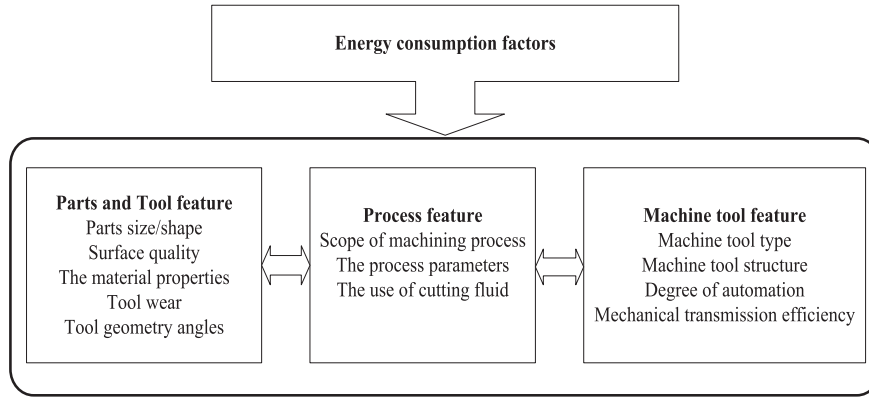 Energy consumption factors
Parts and Tool feature
Parts size/shape
Surface quality
The material properties
Tool wear
Tool geometry angles
Process feature
Scope of machining process
The process parameters
The use of cutting fluid
Machine tool feature
Machine tool type
Machine tool structure
Degree of automation
Mechanical transmission efficiency